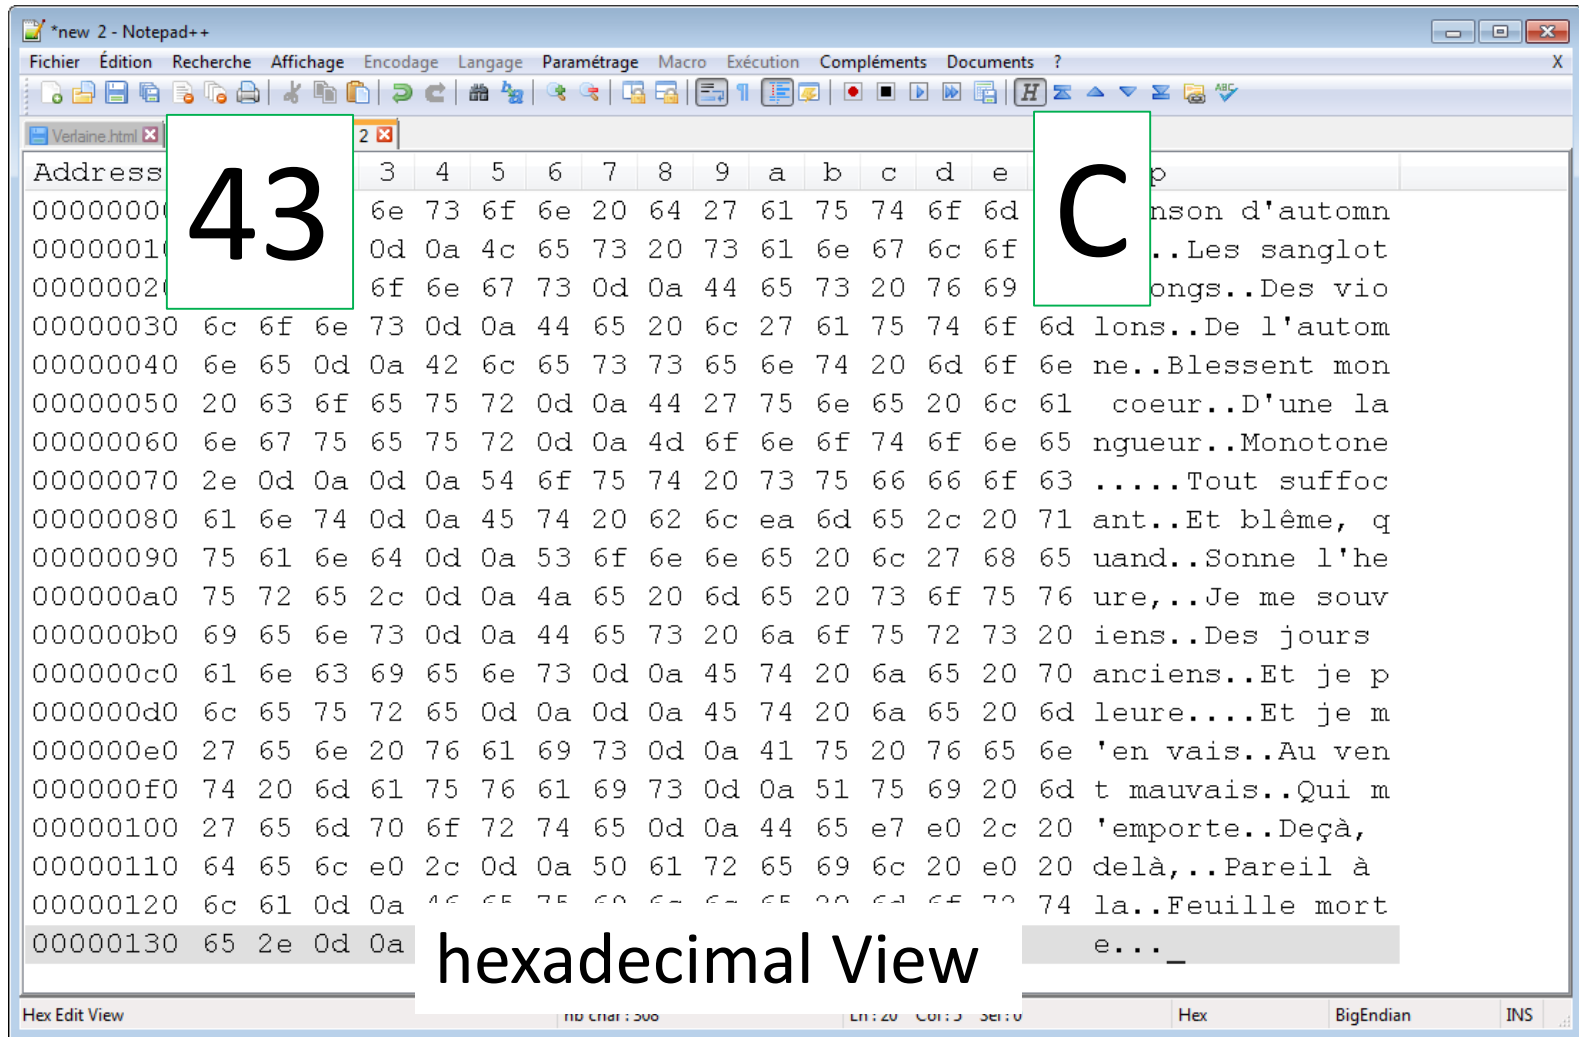 *new 2 - Notepad++
Fichier Édition Recherche Affichage Encodage Langage Paramétrage Macro Exécution Compléments Documents ? X
Verlaine.html 2
Address 3 4 5 6 7 8 9 a b c d e p
43
C
0000000 6e 73 6f 6e 20 64 27 61 75 74 6f 6d nson d'automn
0000001 0d 0a 4c 65 73 20 73 61 6e 67 6c 6f ..Les sanglot
0000002 6f 6e 67 73 0d 0a 44 65 73 20 76 69 ongs..Des vio
00000030 6c 6f 6e 73 0d 0a 44 65 20 6c 27 61 75 74 6f 6d lons..De l'autom
00000040 6e 65 0d 0a 42 6c 65 73 73 65 6e 74 20 6d 6f 6e ne..Blessent mon
00000050 20 63 6f 65 75 72 0d 0a 44 27 75 6e 65 20 6c 61 coeur..D'une la
00000060 6e 67 75 65 75 72 0d 0a 4d 6f 6e 6f 74 6f 6e 65 ngueur..Monotone
00000070 2e 0d 0a 0d 0a 54 6f 75 74 20 73 75 66 66 6f 63 .....Tout suffoc
00000080 61 6e 74 0d 0a 45 74 20 62 6c ea 6d 65 2c 20 71 ant..Et blême, q
00000090 75 61 6e 64 0d 0a 53 6f 6e 6e 65 20 6c 27 68 65 uand..Sonne l'he
000000a0 75 72 65 2c 0d 0a 4a 65 20 6d 65 20 73 6f 75 76 ure,..Je me souv
000000b0 69 65 6e 73 0d 0a 44 65 73 20 6a 6f 75 72 73 20 iens..Des jours
000000c0 61 6e 63 69 65 6e 73 0d 0a 45 74 20 6a 65 20 70 anciens..Et je p
000000d0 6c 65 75 72 65 0d 0a 0d 0a 45 74 20 6a 65 20 6d leure....Et je m
000000e0 27 65 6e 20 76 61 69 73 0d 0a 41 75 20 76 65 6e 'en vais..Au ven
000000f0 74 20 6d 61 75 76 61 69 73 0d 0a 51 75 69 20 6d t mauvais..Qui m
00000100 27 65 6d 70 6f 72 74 65 0d 0a 44 65 e7 e0 2c 20 'emporte..Deçà,
00000110 64 65 6c e0 2c 0d 0a 50 61 72 65 69 6c 20 e0 20 delà,..Pareil à
00000120 6c 61 0d 0a 74 la..Feuille mort
00000130 65 2e 0d 0a e..._
hexadecimal View
Hex Edit View nb char : 308 Ln : 20 Col : 5 Sel : 0 Hex BigEndian INS